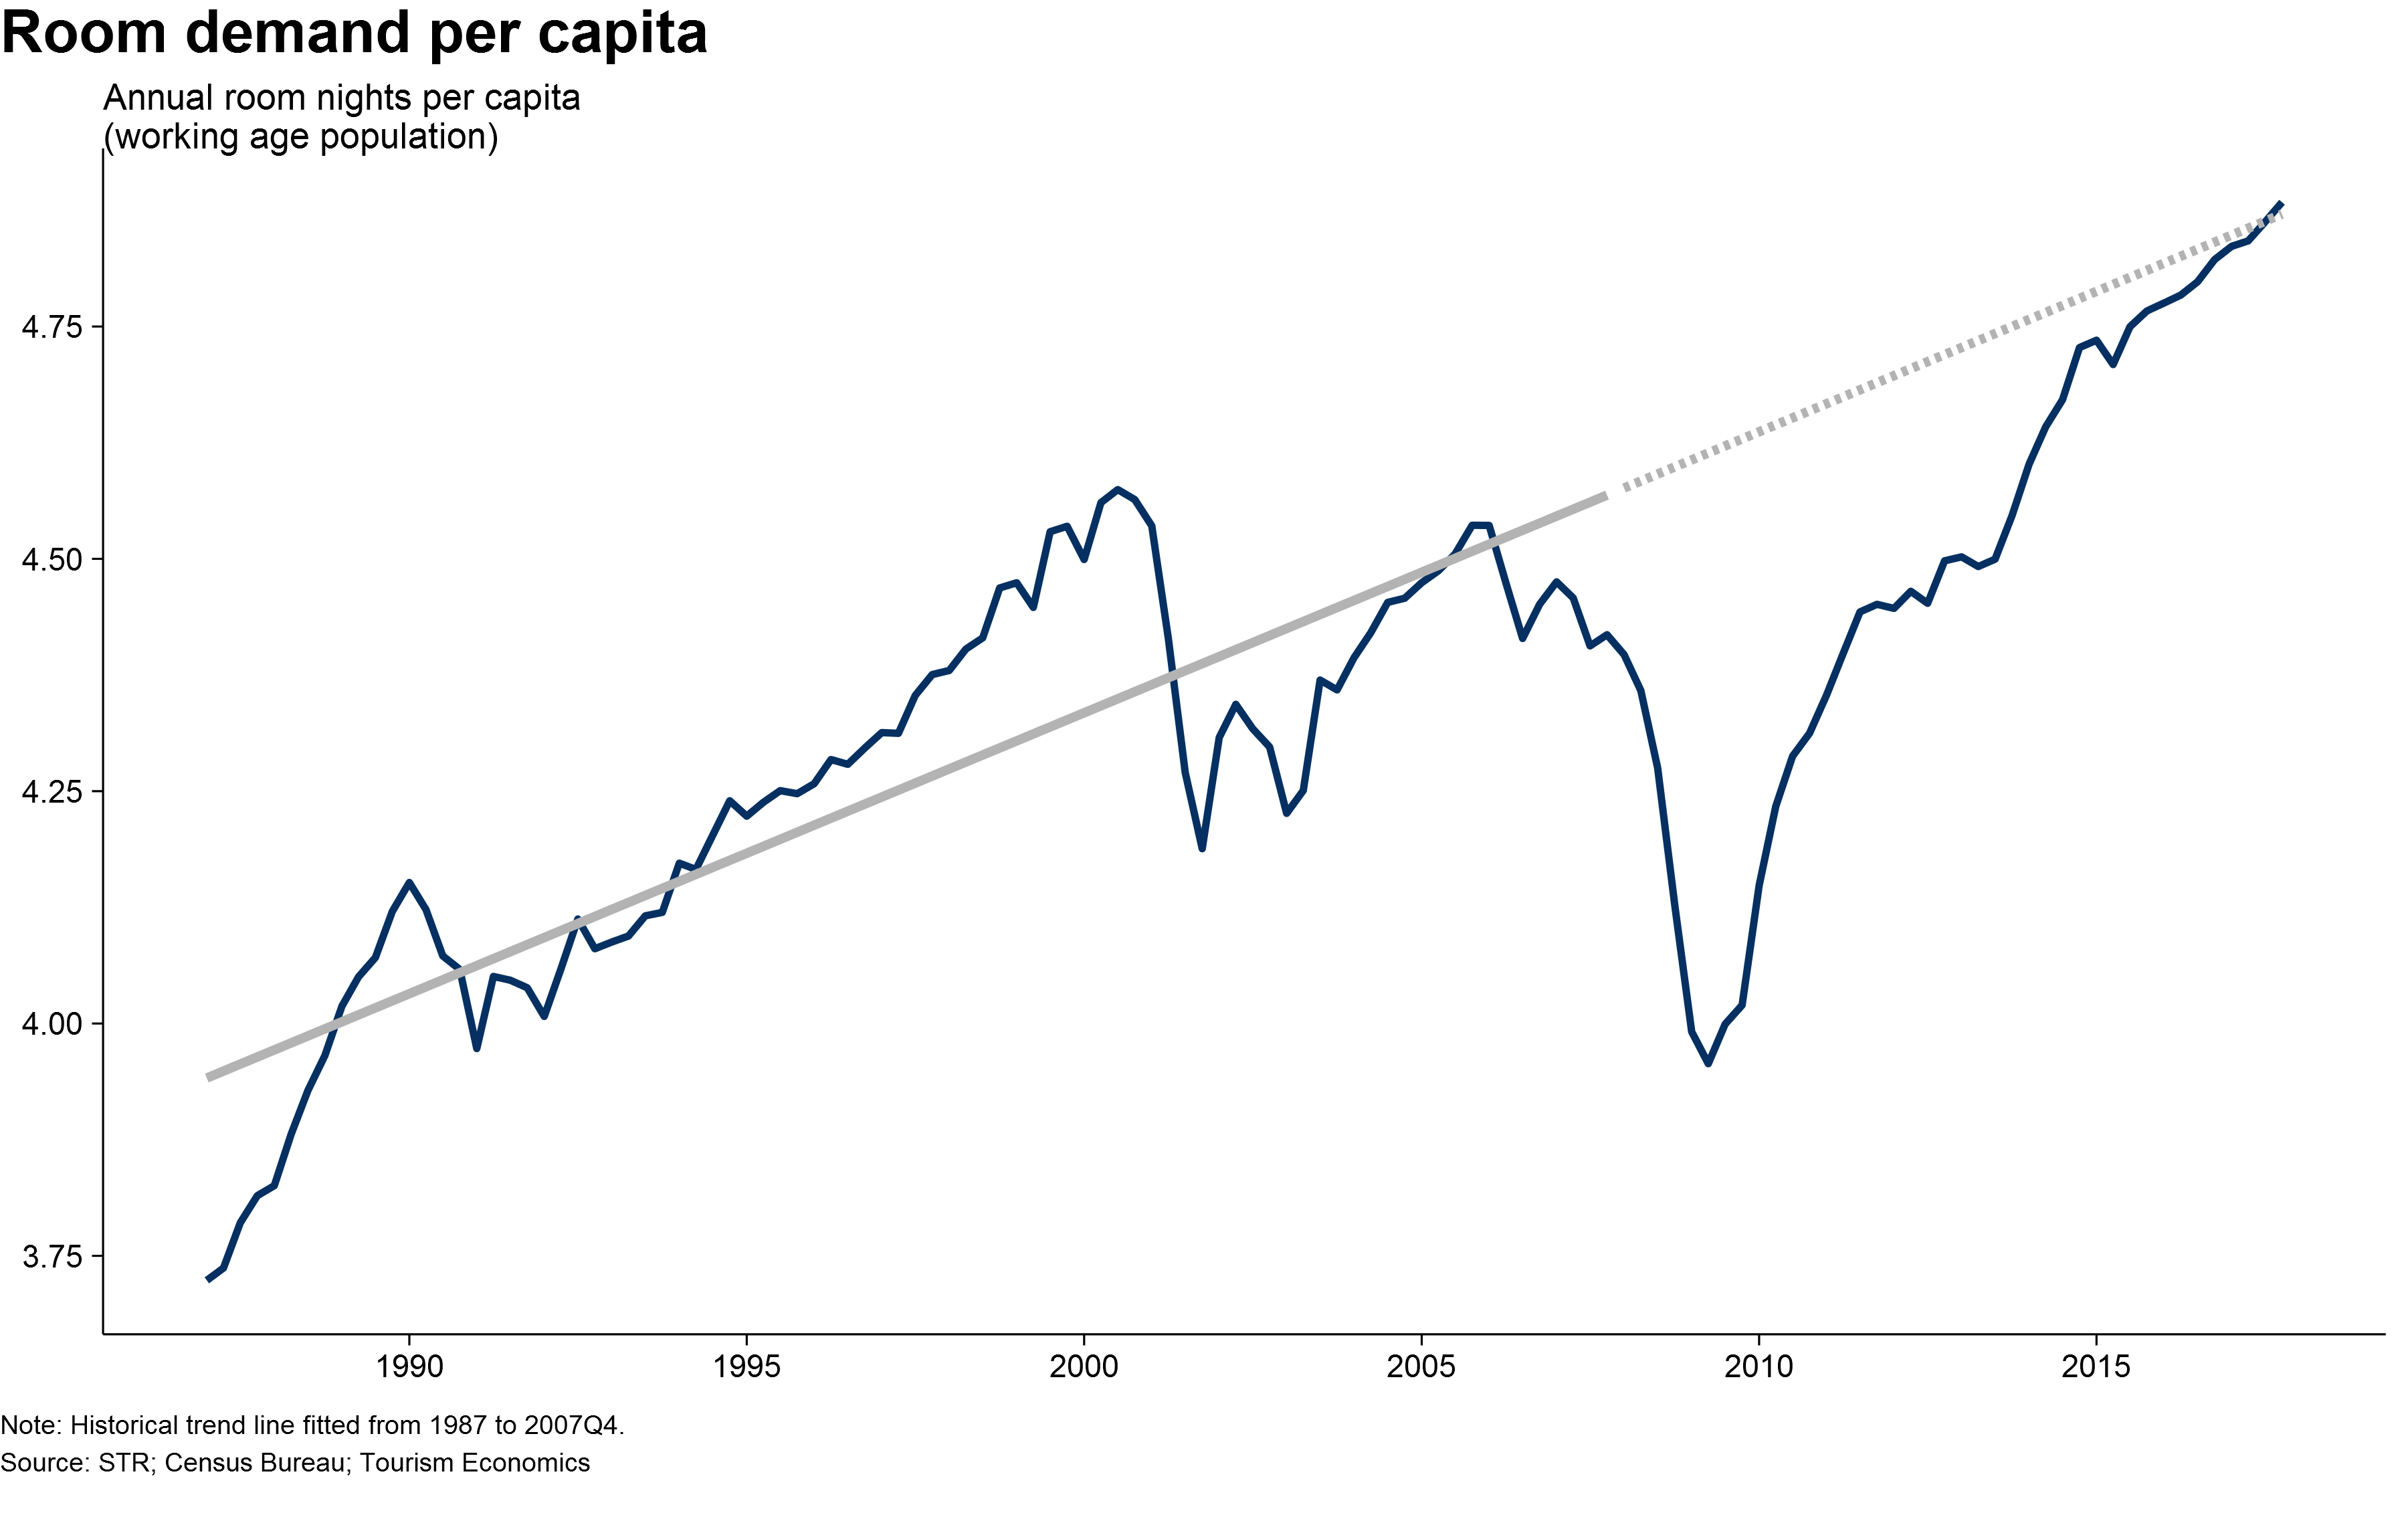 Room demand per capita
Annual room nights per capita
(working age population)
4.75
4.50
4.25
4.00
3.75
1990 1995 2000 2005 2010 2015
Note: Historical trend line fitted from 1987 to 2007Q4.
Source: STR; Census Bureau; Tourism Economics